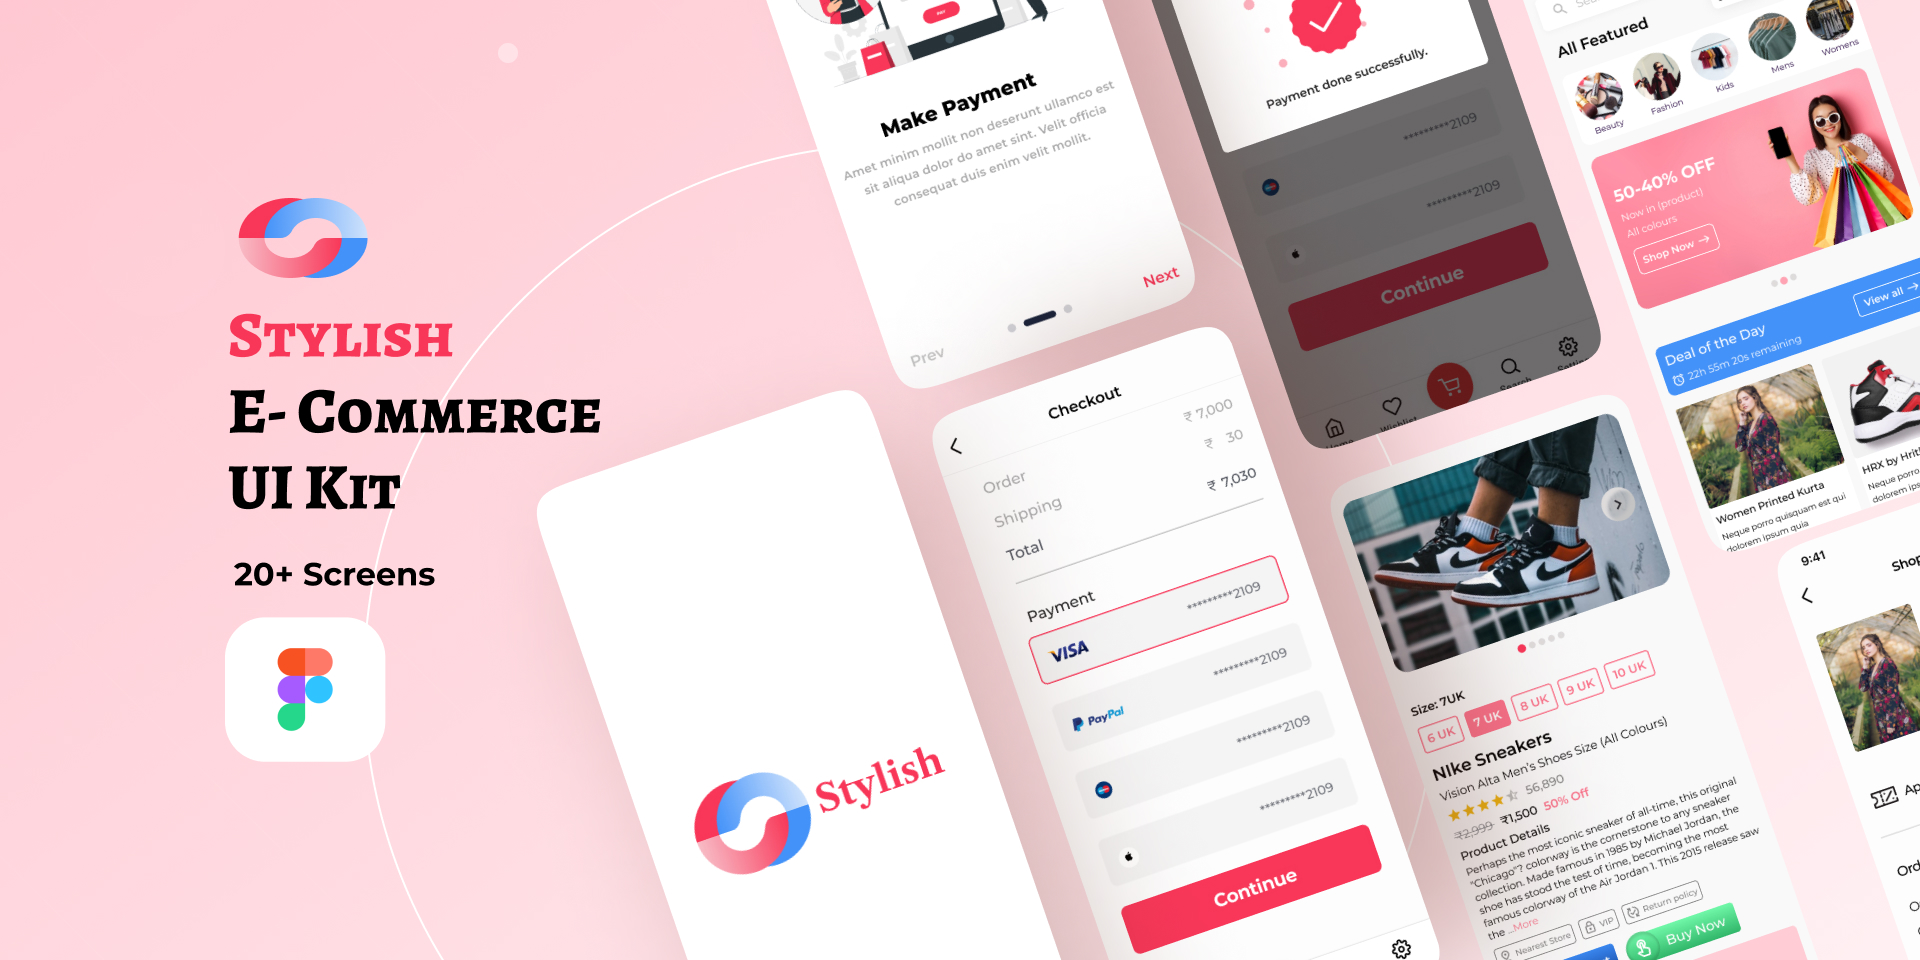 Stylish
E- Commerce
UI Kit
20+ Screens
Stylish
Make Payment
Amet minim mollit non deserunt ullamco est
sit aliqua dolor do amet sint. Velit officia
consequat duis enim velit mollit.
Prev
Next
Checkout
Order
₹ 7,000
Shipping
₹ 30
Total
₹ 7,030
Payment
VISA
*********2109
PayPal
*********2109
*********2109
*********2109
Continue
Payment done successfully.
*********2109
*********2109
Continue
Home
Wishlist
Search
All Featured
Beauty
Fashion
Kids
Mens
Womens
50-40% OFF
Now in (product)
All colours
Shop Now
Deal of the Day
22h 55m 20s remaining
View all
Women Printed Kurta
Neque porro quisquam est qui
dolorem ipsum quia
HRX by
Neque porro
dolorem
Size: 7UK
6 UK
7 UK
8 UK
9 UK
10 UK
NIke Sneakers
Vision Alta Men's Shoes Size (All Colours)
56,890
₹2,999 ₹1,500 50% Off
Product Details
Perhaps the most iconic sneaker of all-time, this original
"Chicago"? colorway is the cornerstone to any sneaker
collection. Made famous in 1985 by Michael Jordan, the
shoe has stood the test of time, becoming the most
famous colorway of the Air Jordan 1. This 2015 release saw
the ...More
Nearest Store
VIP
Return policy
Buy Now
9:41